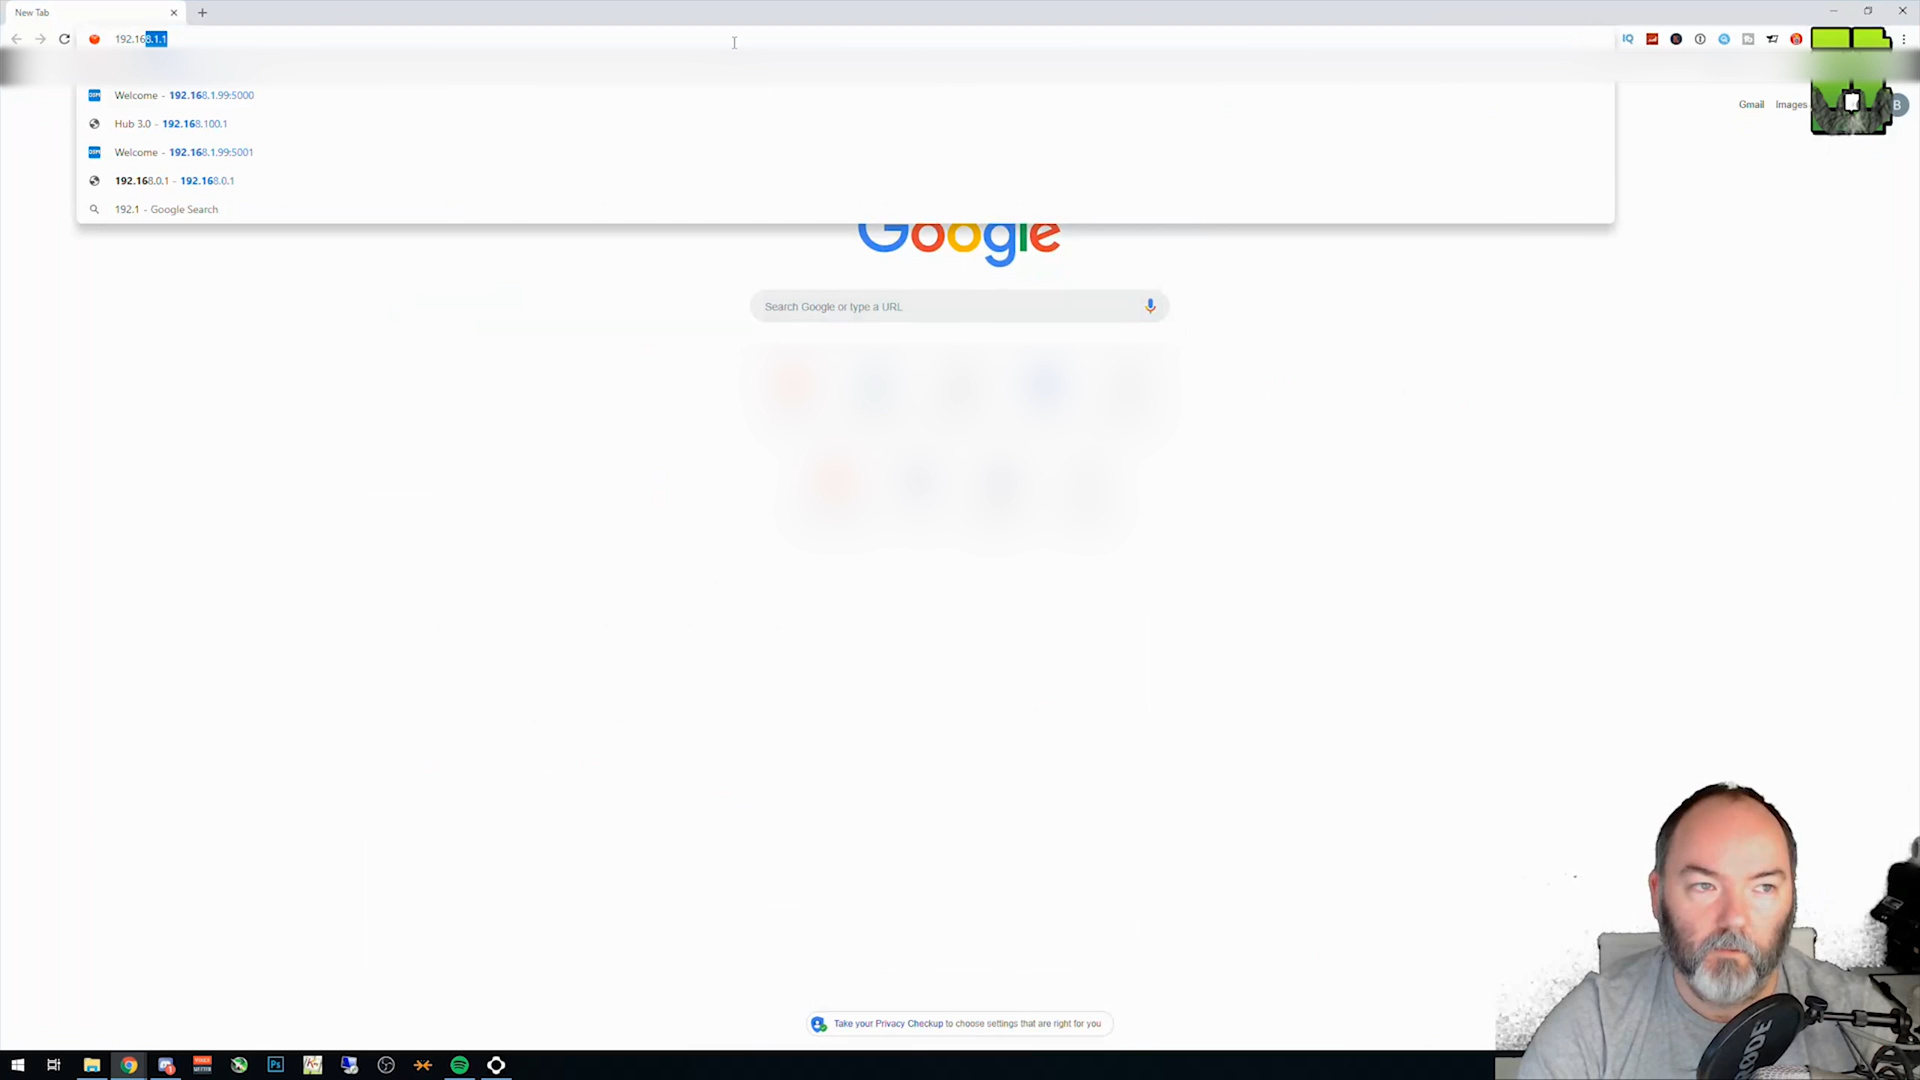 New Tab
192.168.1.1
Welcome - 192.168.1.99:5000
Hub 3.0 - 192.168.100.1
Welcome - 192.168.1.99:5001
192.168.0.1 - 192.168.0.1
192.1 - Google Search
IQ
Gmail Images B
Google
Search Google or type a URL
Take your Privacy Checkup to choose settings that are right for you
Ps
RØDE